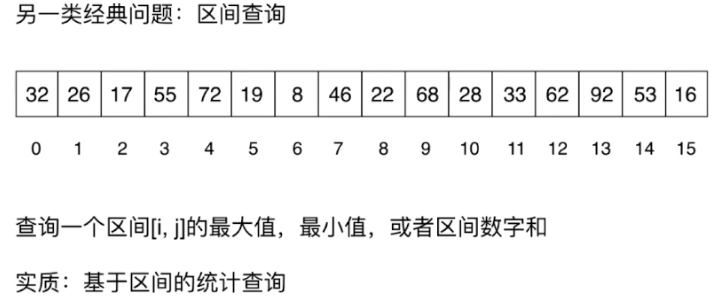 另一类经典问题：区间查询
32 26 17 55 72 19 8 46 22 68 28 33 62 92 53 16
0 1 2 3 4 5 6 7 8 9 10 11 12 13 14 15
查询一个区间[i, j]的最大值，最小值，或者区间数字和
实质：基于区间的统计查询